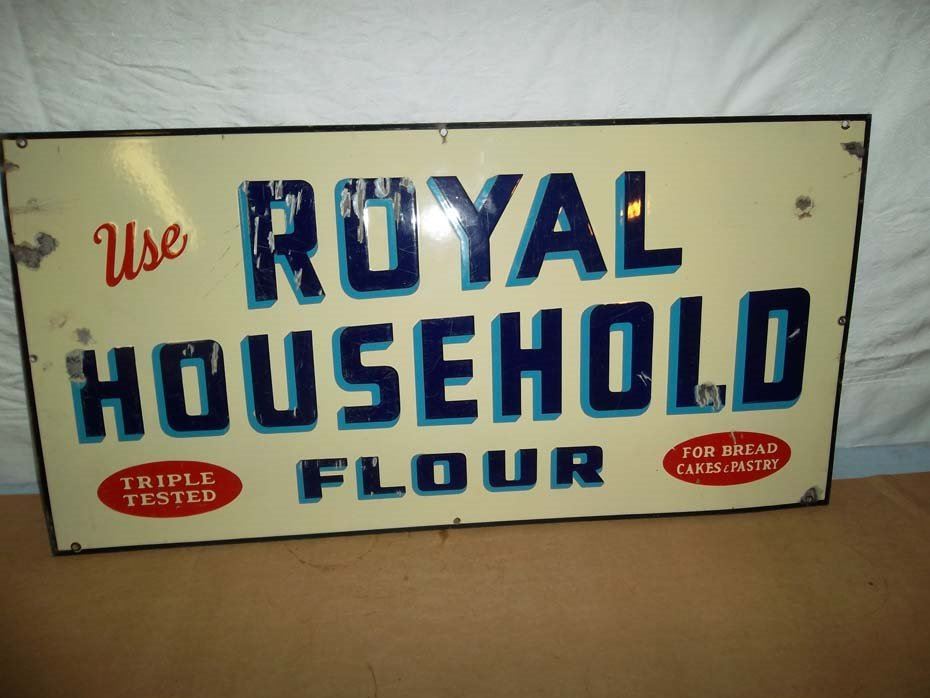 Use ROYAL
HOUSEHOLD
FLOUR
TRIPLE
TESTED
FOR BREAD
CAKES & PASTRY